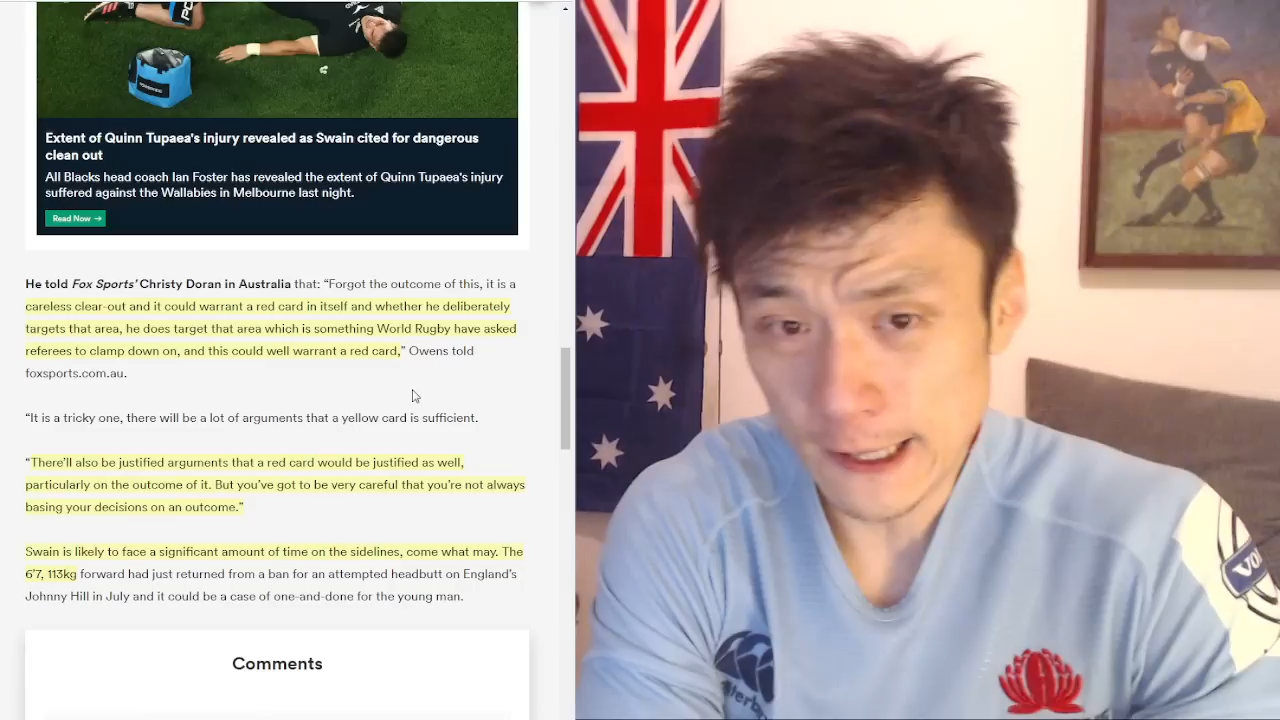 Extent of Quinn Tupaea's injury revealed as Swain cited for dangerous
clean out
All Blacks head coach Ian Foster has revealed the extent of Quinn Tupaea's injury
suffered against the Wallabies in Melbourne last night.
Read Now →
He told Fox Sports' Christy Doran in Australia that: “Forgot the outcome of this, it is a
careless clear-out and it could warrant a red card in itself and whether he deliberately
targets that area, he does target that area which is something World Rugby have asked
referees to clamp down on, and this could well warrant a red card,” Owens told
foxsports.com.au.
“It is a tricky one, there will be a lot of arguments that a yellow card is sufficient.
“There’ll also be justified arguments that a red card would be justified as well,
particularly on the outcome of it. But you’ve got to be very careful that you’re not always
basing your decisions on an outcome.”
Swain is likely to face a significant amount of time on the sidelines, come what may. The
6’7, 113kg forward had just returned from a ban for an attempted headbutt on England’s
Johnny Hill in July and it could be a case of one-and-done for the young man.
Comments